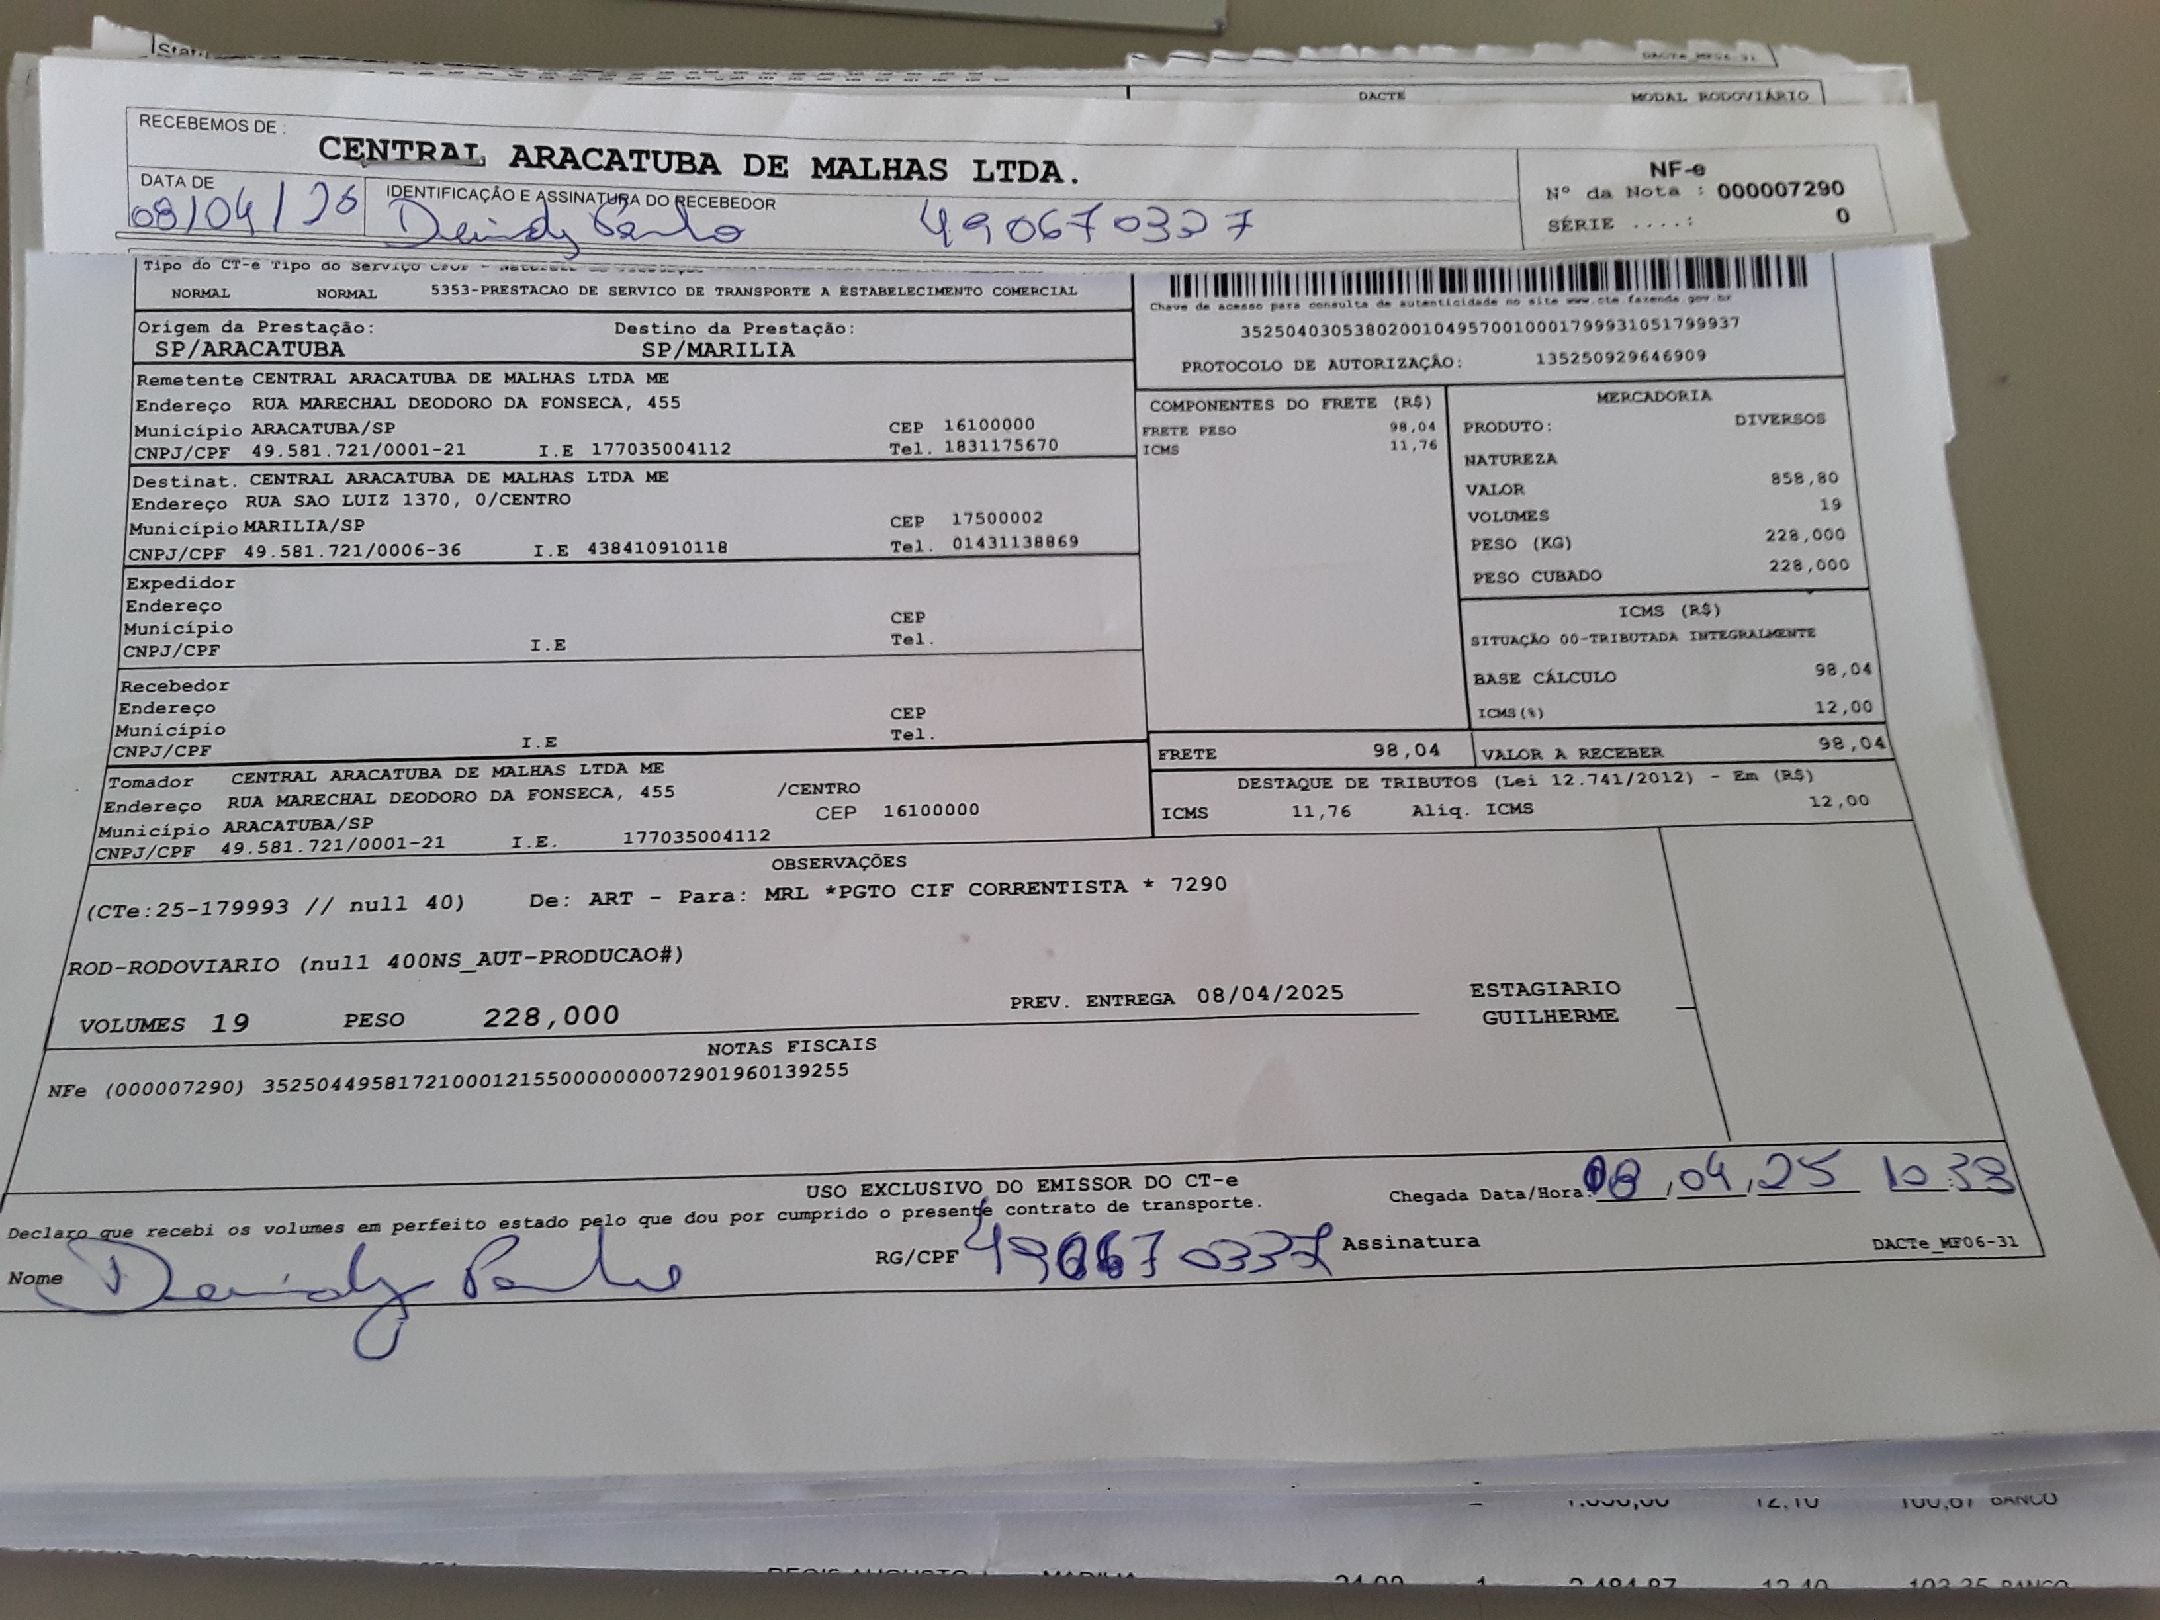 DACTe_MF06-31
DACTE MODAL RODOVIÁRIO
RECEBEMOS DE :
CENTRAL ARACATUBA DE MALHAS LTDA.
NF-e
Nº da Nota : 000007290
SÉRIE ....: 0
DATA DE
IDENTIFICAÇÃO E ASSINATURA DO RECEBEDOR
08/04/
Tipo do CT-e Tipo do Serviço
NORMAL NORMAL 5353-PRESTACAO DE SERVICO DE TRANSPORTE A ESTABELECIMENTO COMERCIAL
Chave de acesso para consulta de autenticidade no site www.cte.fazenda.gov.br
35250403053802001049570010001799931051799937
PROTOCOLO DE AUTORIZAÇÃO: 135250929646909
Origem da Prestação: Destino da Prestação:
SP/ARACATUBA SP/MARILIA
Remetente CENTRAL ARACATUBA DE MALHAS LTDA ME
Endereço RUA MARECHAL DEODORO DA FONSECA, 455
Município ARACATUBA/SP CEP 16100000
CNPJ/CPF 49.581.721/0001-21 I.E 177035004112 Tel. 1831175670
Destinat. CENTRAL ARACATUBA DE MALHAS LTDA ME
Endereço RUA SAO LUIZ 1370, 0/CENTRO
Município MARILIA/SP CEP 17500002
CNPJ/CPF 49.581.721/0006-36 I.E 438410910118 Tel. 01431138869
Expedidor
Endereço
Município CEP
CNPJ/CPF I.E Tel.
Recebedor
Endereço
Município CEP
CNPJ/CPF I.E Tel.
Tomador CENTRAL ARACATUBA DE MALHAS LTDA ME
Endereço RUA MARECHAL DEODORO DA FONSECA, 455 /CENTRO
Município ARACATUBA/SP CEP 16100000
CNPJ/CPF 49.581.721/0001-21 I.E. 177035004112
COMPONENTES DO FRETE (R$)
FRETE PESO 98,04
ICMS 11,76
MERCADORIA
PRODUTO: DIVERSOS
NATUREZA
VALOR 858,80
VOLUMES 19
PESO (KG) 228,000
PESO CUBADO 228,000
ICMS (R$)
SITUAÇÃO 00-TRIBUTADA INTEGRALMENTE
BASE CÁLCULO 98,04
ICMS(%) 12,00
FRETE 98,04 VALOR A RECEBER 98,04
DESTAQUE DE TRIBUTOS (Lei 12.741/2012) - Em (R$)
ICMS 11,76 Aliq. ICMS 12,00
OBSERVAÇÕES
(CTe:25-179993 // null 40) De: ART - Para: MRL *PGTO CIF CORRENTISTA * 7290
ROD-RODOVIARIO (null 400NS_AUT-PRODUCAO#)
VOLUMES 19 PESO 228,000 PREV. ENTREGA 08/04/2025
ESTAGIARIO
GUILHERME
NOTAS FISCAIS
NFe (000007290) 35250449581721000121550000000072901960139255
USO EXCLUSIVO DO EMISSOR DO CT-e
Chegada Data/Hora: 08,04,25 10:38
Declaro que recebi os volumes em perfeito estado pelo que dou por cumprido o presente contrato de transporte.
Nome RG/CPF Assinatura
DACTe_MF06-31
BANCO
BANCO